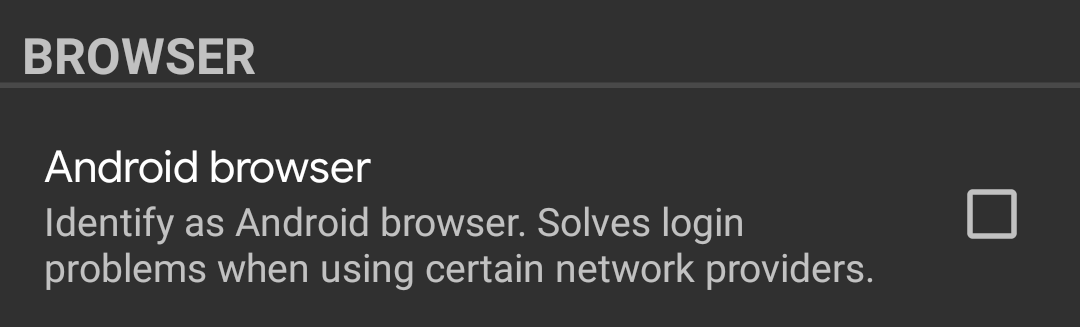 BROWSER
Android browser
Identify as Android browser. Solves login
problems when using certain network providers.